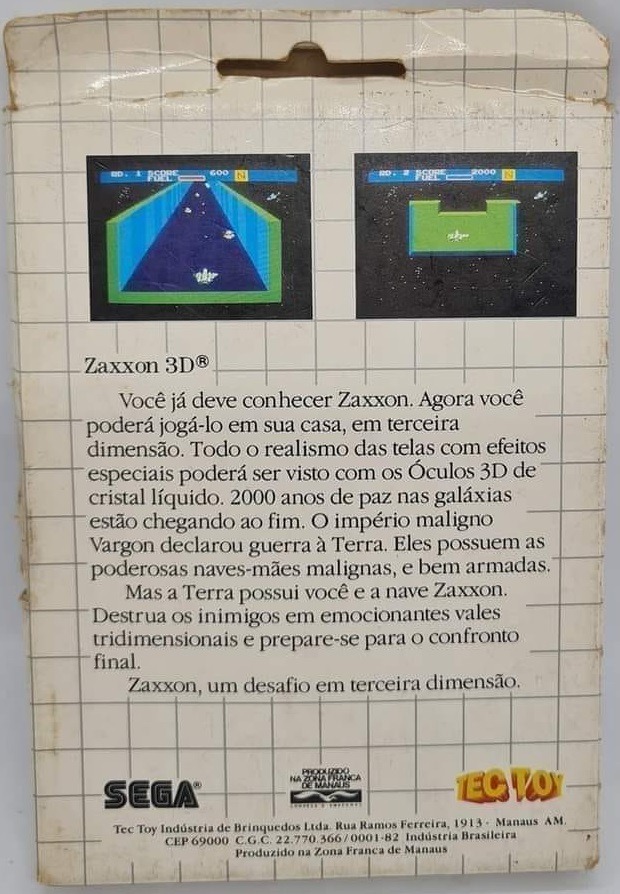 RD. 1 SCORE 600 N
FUEL
RD. 2 SCORE 2000 N
FUEL
Zaxxon 3D®
Você já deve conhecer Zaxxon. Agora você
poderá jogá-lo em sua casa, em terceira
dimensão. Todo o realismo das telas com efeitos
especiais poderá ser visto com os Óculos 3D de
cristal líquido. 2000 anos de paz nas galáxias
estão chegando ao fim. O império maligno
Vargon declarou guerra à Terra. Eles possuem as
poderosas naves-mães malignas, e bem armadas.
Mas a Terra possui você e a nave Zaxxon.
Destrua os inimigos em emocionantes vales
tridimensionais e prepare-se para o confronto
final.
Zaxxon, um desafio em terceira dimensão.
SEGA®
PRODUZIDO
NA ZONA FRANCA
DE MANAUS
TEC TOY
Tec Toy Indústria de Brinquedos Ltda. Rua Ramos Ferreira, 1913 - Manaus AM.
CEP 69000 C.G.C. 22.770.366/0001-82 Indústria Brasileira
Produzido na Zona Franca de Manaus